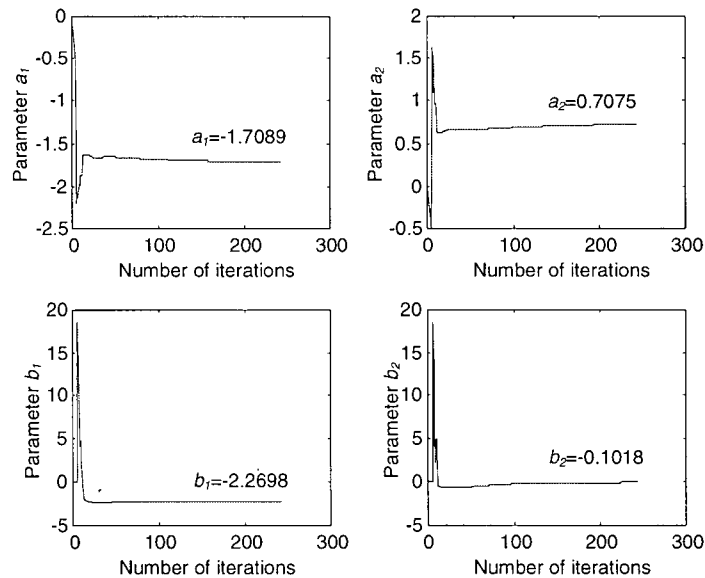 0
-0.5
-1
-1.5
-2
-2.5
Parameter a1
a1=-1.7089
0 100 200 300
Number of iterations
2
1.5
1
0.5
0
-0.5
Parameter a2
a2=0.7075
0 100 200 300
Number of iterations
20
15
10
5
0
-5
Parameter b1
b1=-2.2698
0 100 200 300
Number of iterations
20
15
10
5
0
-5
Parameter b2
b2=-0.1018
0 100 200 300
Number of iterations